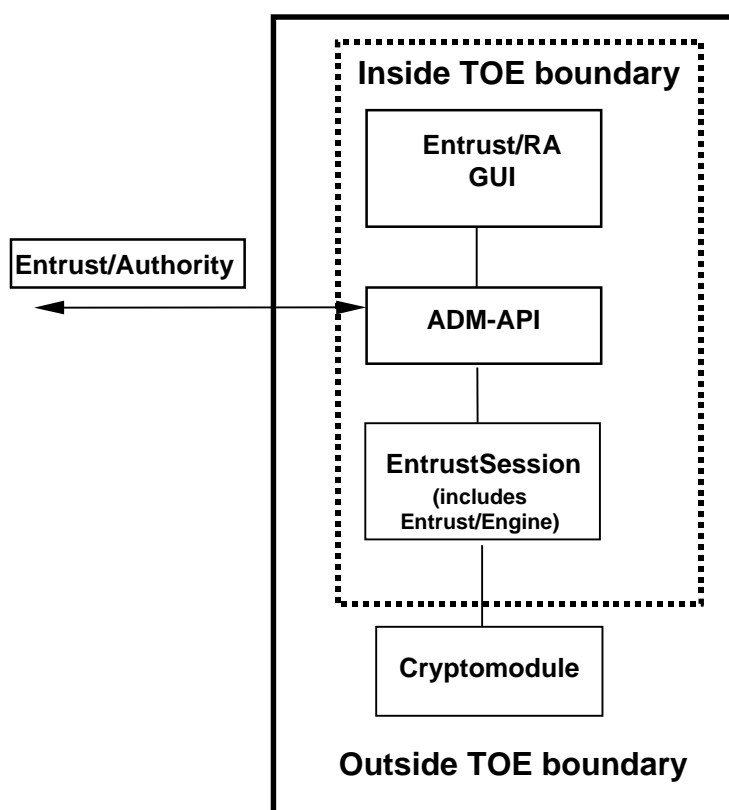 Inside TOE boundary
Entrust/RA
GUI
Entrust/Authority
ADM-API
EntrustSession
(includes
Entrust/Engine)
Cryptomodule
Outside TOE boundary